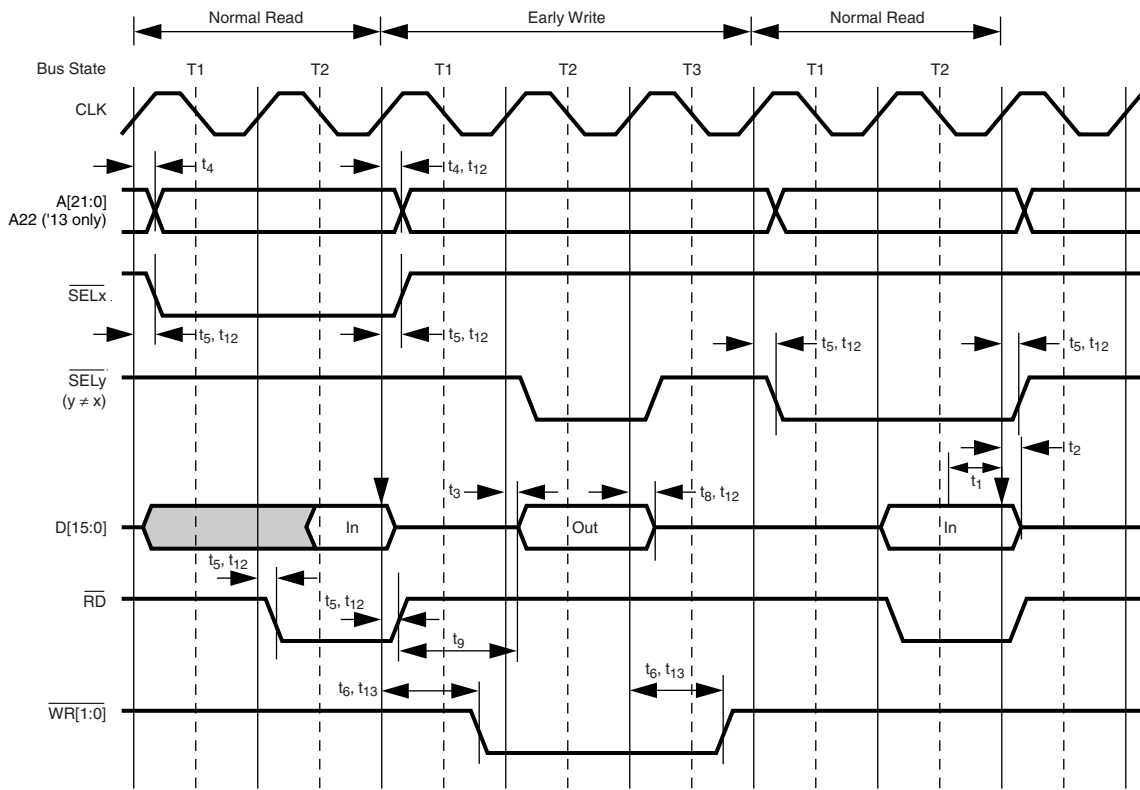 Normal Read Early Write Normal Read
Bus State T1 T2 T1 T2 T3 T1 T2
CLK
t4 t4, t12
A[21:0]
A22 ('13 only)
SELx
t5, t12 t5, t12 t5, t12 t5, t12
SELy
(y ≠ x)
t2
t3 t8, t12 t1
D[15:0] In Out In
t5, t12
RD t5, t12
t9
t6, t13 t6, t13
WR[1:0]